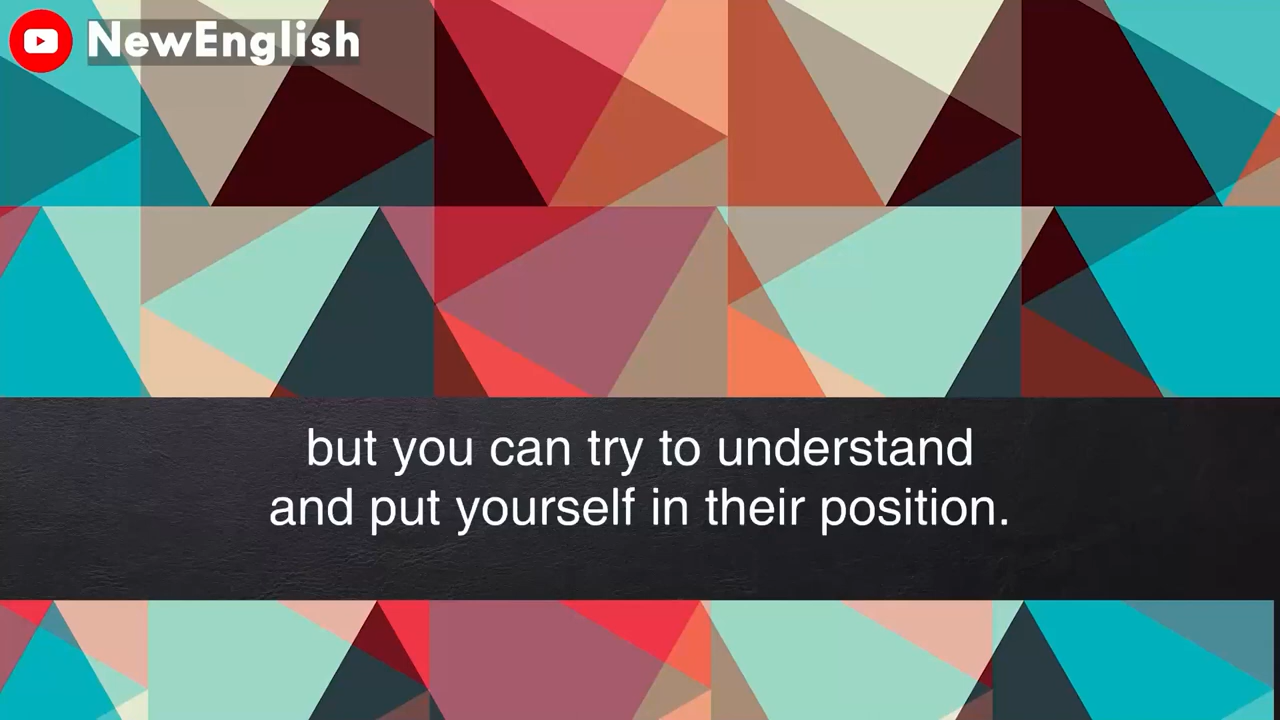 NewEnglish
but you can try to understand
and put yourself in their position.